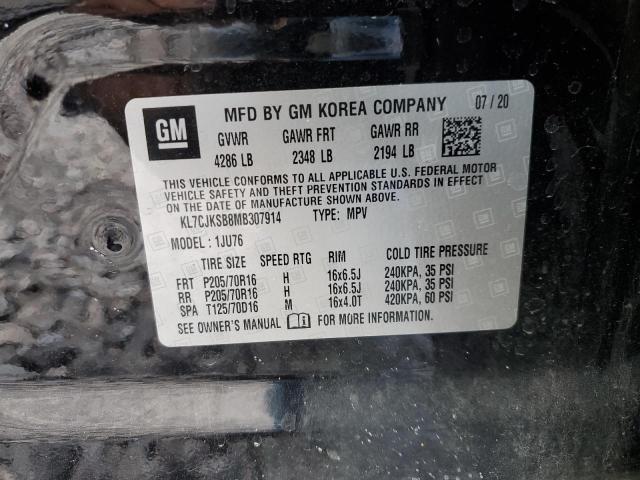 GM MFD BY GM KOREA COMPANY 07 / 20
GVWR GAWR FRT GAWR RR
4286 LB 2348 LB 2194 LB
THIS VEHICLE CONFORMS TO ALL APPLICABLE U.S. FEDERAL MOTOR
VEHICLE SAFETY AND THEFT PREVENTION STANDARDS IN EFFECT
ON THE DATE OF MANUFACTURE SHOWN ABOVE.
KL7CJKSB8MB307914 TYPE: MPV
MODEL : 1JU76
TIRE SIZE SPEED RTG RIM COLD TIRE PRESSURE
FRT P205/70R16 H 16x6.5J 240KPA, 35 PSI
RR P205/70R16 H 16x6.5J 240KPA, 35 PSI
SPA T125/70D16 M 16x4.0T 420KPA, 60 PSI
SEE OWNER'S MANUAL FOR MORE INFORMATION.